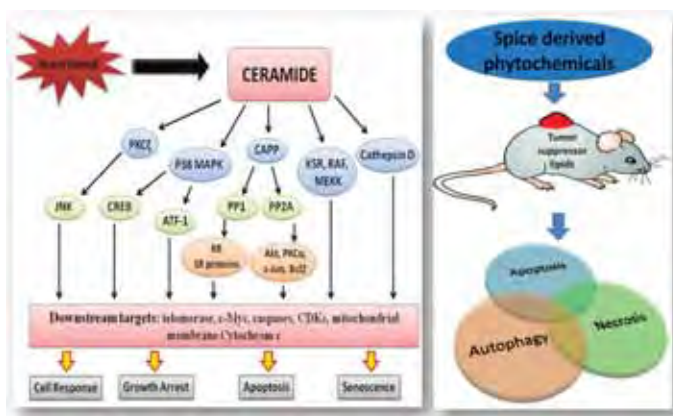 CERAMIDE
PKCζ
P38 MAPK
CAPP
KSR, RAF,
MEKK
Cathepsin D
JNK
CREB
ATF-1
PP1
PP2A
RB
SR proteins
Akt, PKCα,
c-Jun, Bcl2
Downstream targets: telomerase, c-Myc, caspases, CDKs, mitochondrial
membrane Cytochrome c
Cell Response
Growth Arrest
Apoptosis
Senescence
Spice derived
phytochemicals
Tumor
suppressor
lipids
Apoptosis
Necrosis
Autophagy